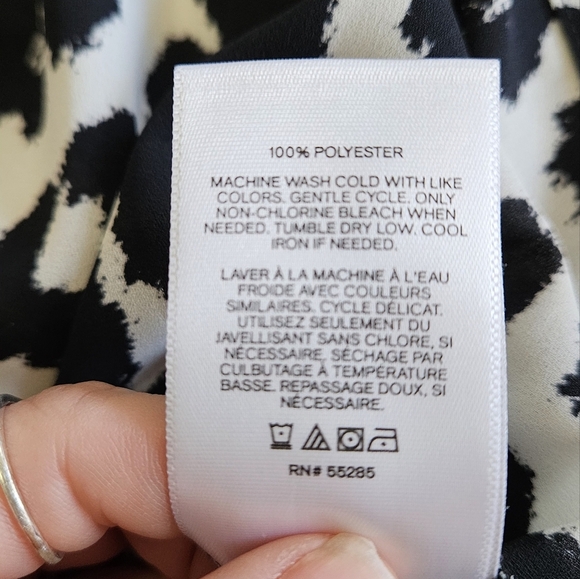 100% POLYESTER
MACHINE WASH COLD WITH LIKE
COLORS. GENTLE CYCLE. ONLY
NON-CHLORINE BLEACH WHEN
NEEDED. TUMBLE DRY LOW. COOL
IRON IF NEEDED.
LAVER À LA MACHINE À L'EAU
FROIDE AVEC COULEURS
SIMILAIRES. CYCLE DÉLICAT.
UTILISEZ SEULEMENT DU
JAVELLISANT SANS CHLORE, SI
NÉCESSAIRE. SÉCHAGE PAR
CULBUTAGE À TEMPÉRATURE
BASSE. REPASSAGE DOUX, SI
NÉCESSAIRE.
RN# 55285